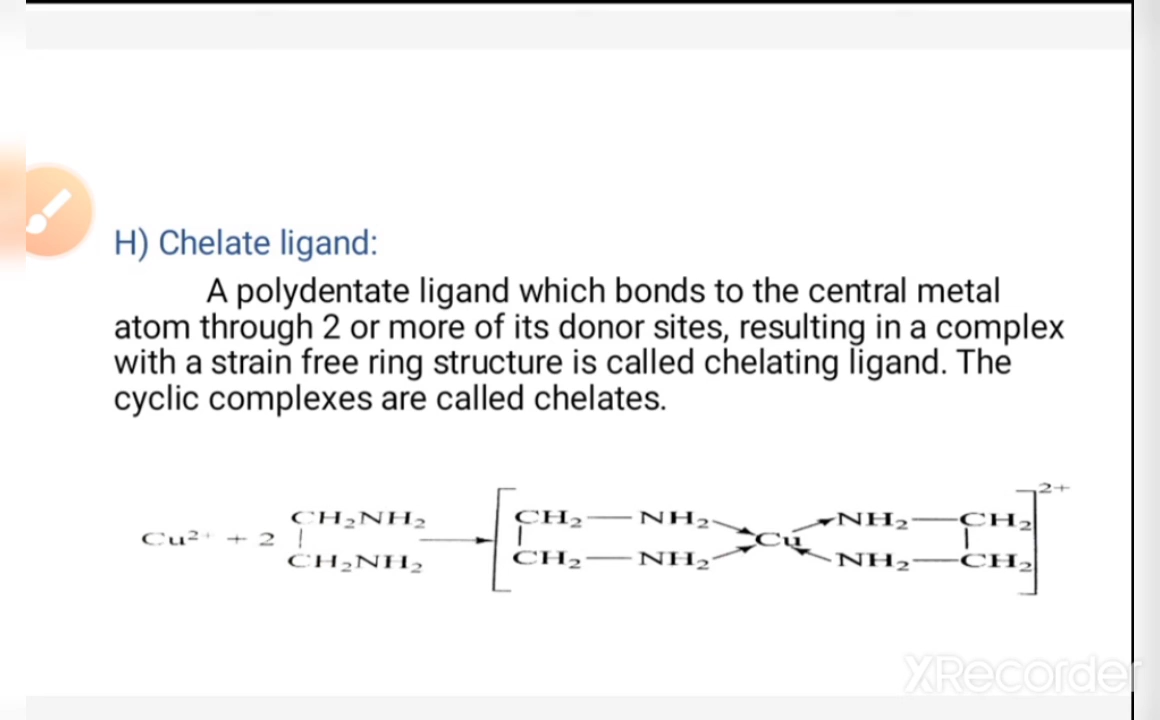 H) Chelate ligand:
A polydentate ligand which bonds to the central metal
atom through 2 or more of its donor sites, resulting in a complex
with a strain free ring structure is called chelating ligand. The
cyclic complexes are called chelates.
2+
CH₂NH₂ CH₂—NH₂ NH₂—CH₂
Cu²⁺ + 2 Cu
CH₂NH₂ CH₂—NH₂ NH₂—CH₂
XRecorder